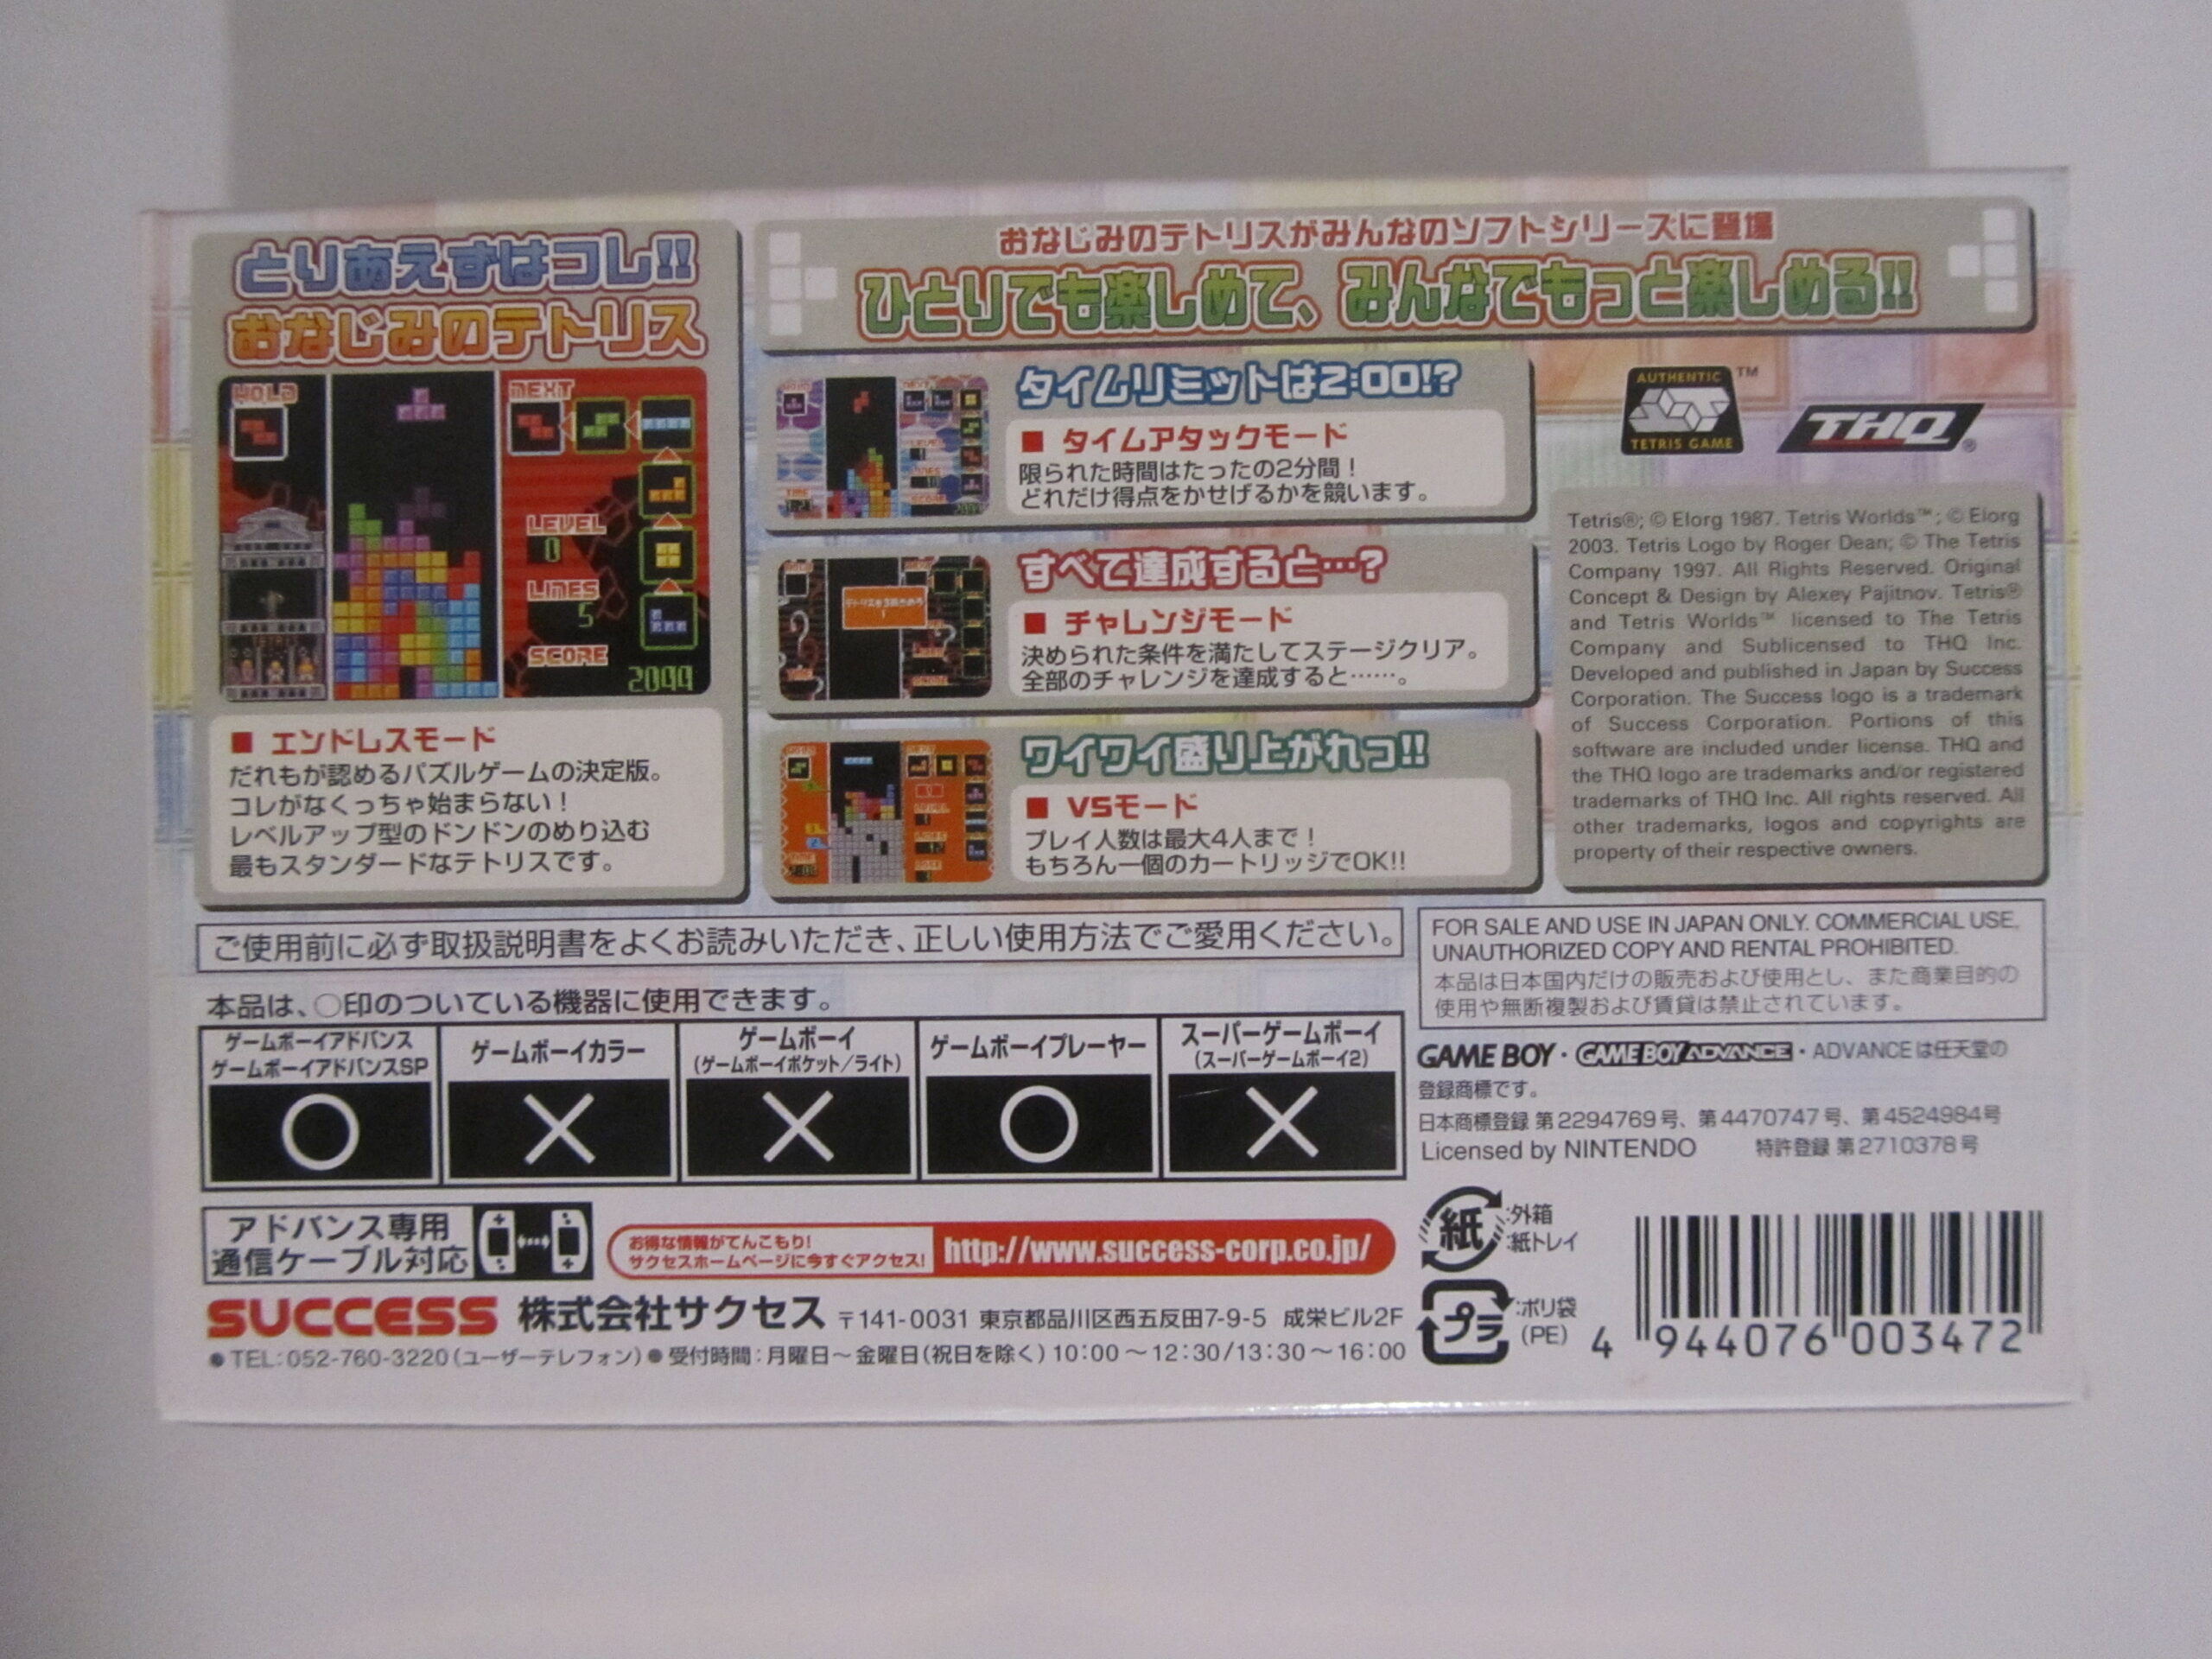 とりあえずはコレ!!
おなじみのテトリス
HOLD
NEXT
LEVEL
0
LINES
5
SCORE
2044
■ エンドレスモード
だれもが認めるパズルゲームの決定版。
コレがなくっちゃ始まらない!
レベルアップ型のドンドンのめり込む
最もスタンダードなテトリスです。
おなじみのテトリスがみんなのソフトシリーズに登場
ひとりでも楽しめて、みんなでもっと楽しめる!!
タイムリミットは2:00!?
■ タイムアタックモード
限られた時間はたったの2分間!
どれだけ得点をかせげるかを競います。
すべて達成すると…?
■ チャレンジモード
決められた条件を満たしてステージクリア。
全部のチャレンジを達成すると……。
ワイワイ盛り上がれっ!!
■ VSモード
プレイ人数は最大4人まで!
もちろん一個のカートリッジでOK!!
AUTHENTIC
TETRIS GAME
TM
THQ®
Tetris®; © Elorg 1987. Tetris Worlds™; © Elorg
2003. Tetris Logo by Roger Dean; © The Tetris
Company 1997. All Rights Reserved. Original
Concept & Design by Alexey Pajitnov. Tetris®
and Tetris Worlds™ licensed to The Tetris
Company and Sublicensed to THQ Inc.
Developed and published in Japan by Success
Corporation. The Success logo is a trademark
of Success Corporation. Portions of this
software are included under license. THQ and
the THQ logo are trademarks and/or registered
trademarks of THQ Inc. All rights reserved. All
other trademarks, logos and copyrights are
property of their respective owners.
ご使用前に必ず取扱説明書をよくお読みいただき、正しい使用方法でご愛用ください。
本品は、○印のついている機器に使用できます。
ゲームボーイアドバンス
ゲームボーイアドバンスSP
ゲームボーイカラー
ゲームボーイ
(ゲームボーイポケット/ライト)
ゲームボーイプレーヤー
スーパーゲームボーイ
(スーパーゲームボーイ2)
○ × × ○ ×
FOR SALE AND USE IN JAPAN ONLY. COMMERCIAL USE,
UNAUTHORIZED COPY AND RENTAL PROHIBITED.
本品は日本国内だけの販売および使用とし、また商業目的の
使用や無断複製および賃貸は禁止されています。
GAME BOY・GAME BOY ADVANCE・ADVANCEは任天堂の
登録商標です。
日本商標登録 第2294769号、第4470747号、第4524984号
Licensed by NINTENDO 特許登録 第2710378号
アドバンス専用
通信ケーブル対応
お得な情報がてんこもり!
サクセスホームページに今すぐアクセス!
http://www.success-corp.co.jp/
SUCCESS 株式会社サクセス 〒141-0031 東京都品川区西五反田7-9-5 成栄ビル2F
●TEL:052-760-3220(ユーザーテレフォン)●受付時間:月曜日～金曜日(祝日を除く)10:00～12:30/13:30～16:00
紙
:外箱
:紙トレイ
プラ
:ポリ袋
(PE)
4 944076 003472